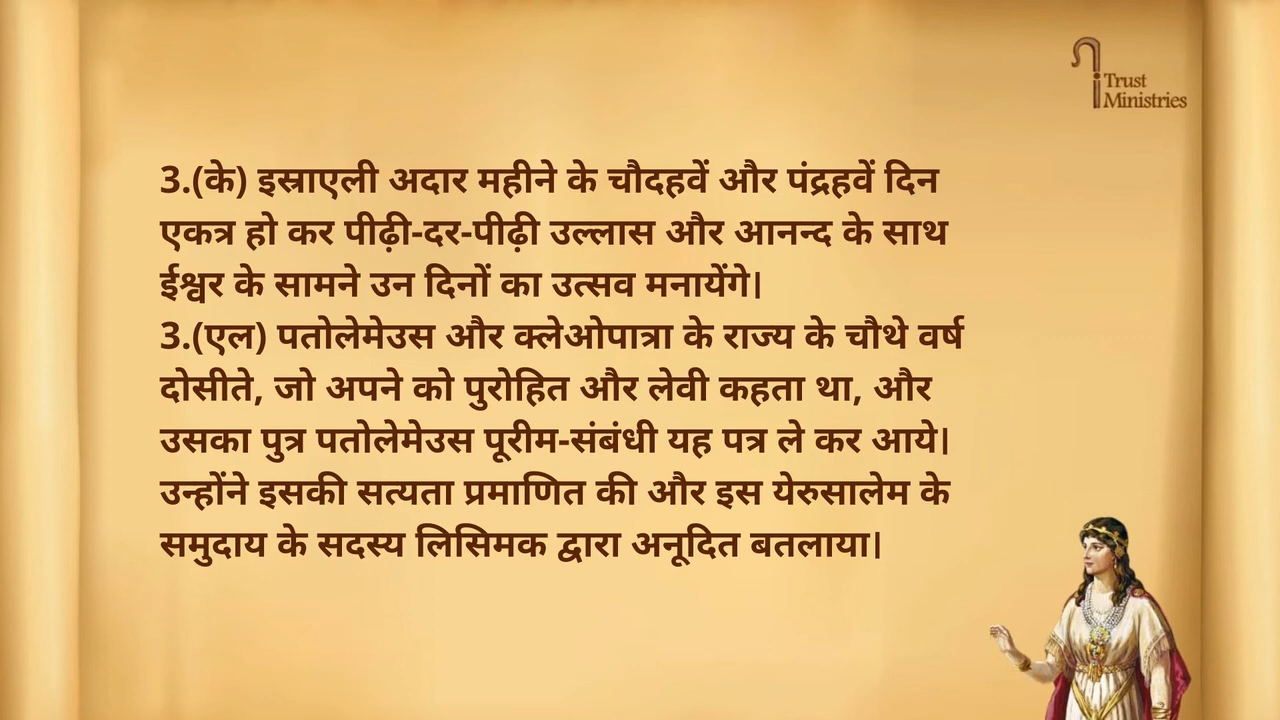 Trust
Ministries
3.(के) इस्राएली अदार महीने के चौदहवें और पंद्रहवें दिन
एकत्र हो कर पीढ़ी-दर-पीढ़ी उल्लास और आनन्द के साथ
ईश्वर के सामने उन दिनों का उत्सव मनायेंगे।
3.(एल) पतोलेमेउस और क्लेओपात्रा के राज्य के चौथे वर्ष
दोसीते, जो अपने को पुरोहित और लेवी कहता था, और
उसका पुत्र पतोलेमेउस पूरीम-संबंधी यह पत्र ले कर आये।
उन्होंने इसकी सत्यता प्रमाणित की और इस येरुसालेम के
समुदाय के सदस्य लिसिमक द्वारा अनूदित बतलाया।